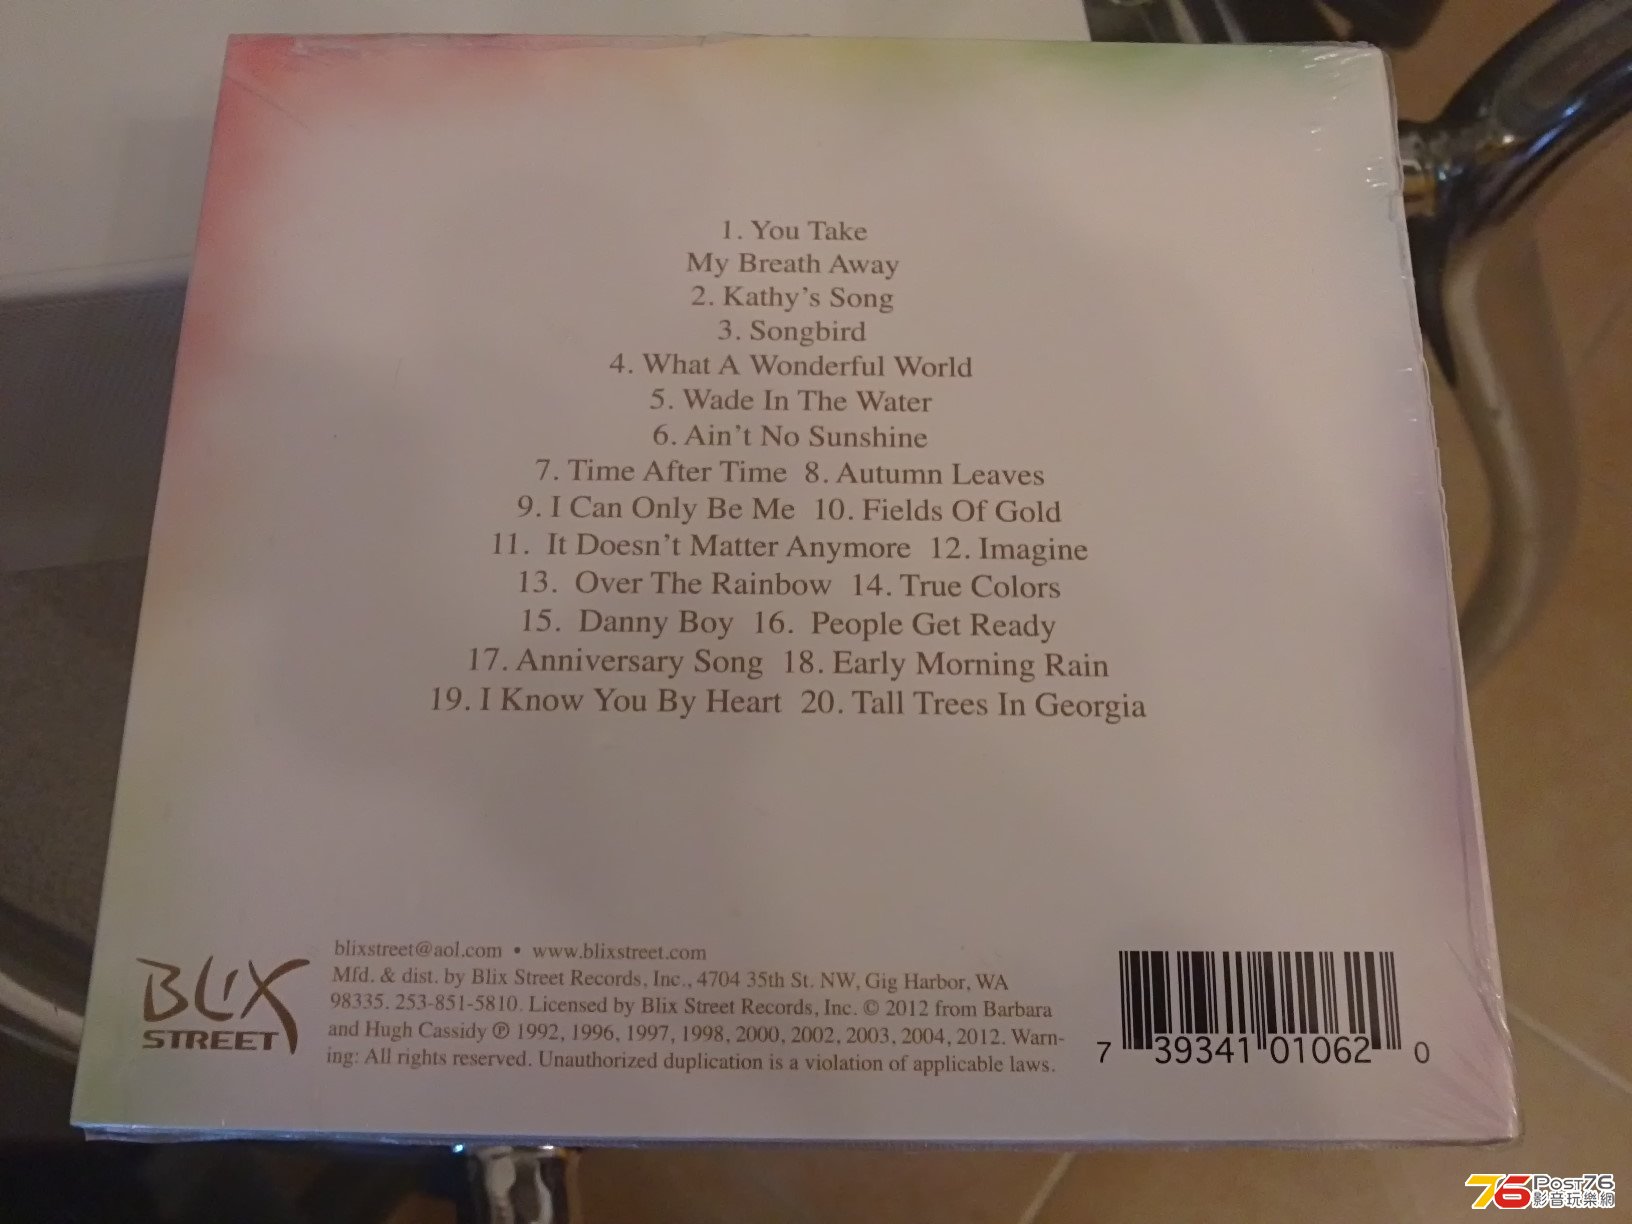 1. You Take
My Breath Away
2. Kathy's Song
3. Songbird
4. What A Wonderful World
5. Wade In The Water
6. Ain't No Sunshine
7. Time After Time 8. Autumn Leaves
9. I Can Only Be Me 10. Fields Of Gold
11. It Doesn't Matter Anymore 12. Imagine
13. Over The Rainbow 14. True Colors
15. Danny Boy 16. People Get Ready
17. Anniversary Song 18. Early Morning Rain
19. I Know You By Heart 20. Tall Trees In Georgia
BLIX
STREET
blixstreet@aol.com • www.blixstreet.com
Mfd. & dist. by Blix Street Records, Inc., 4704 35th St. NW, Gig Harbor, WA
98335. 253-851-5810. Licensed by Blix Street Records, Inc. © 2012 from Barbara
and Hugh Cassidy ℗ 1992, 1996, 1997, 1998, 2000, 2002, 2003, 2004, 2012. Warn-
ing: All rights reserved. Unauthorized duplication is a violation of applicable laws.
7 39341 01062 0
76 Post76
影音玩樂網